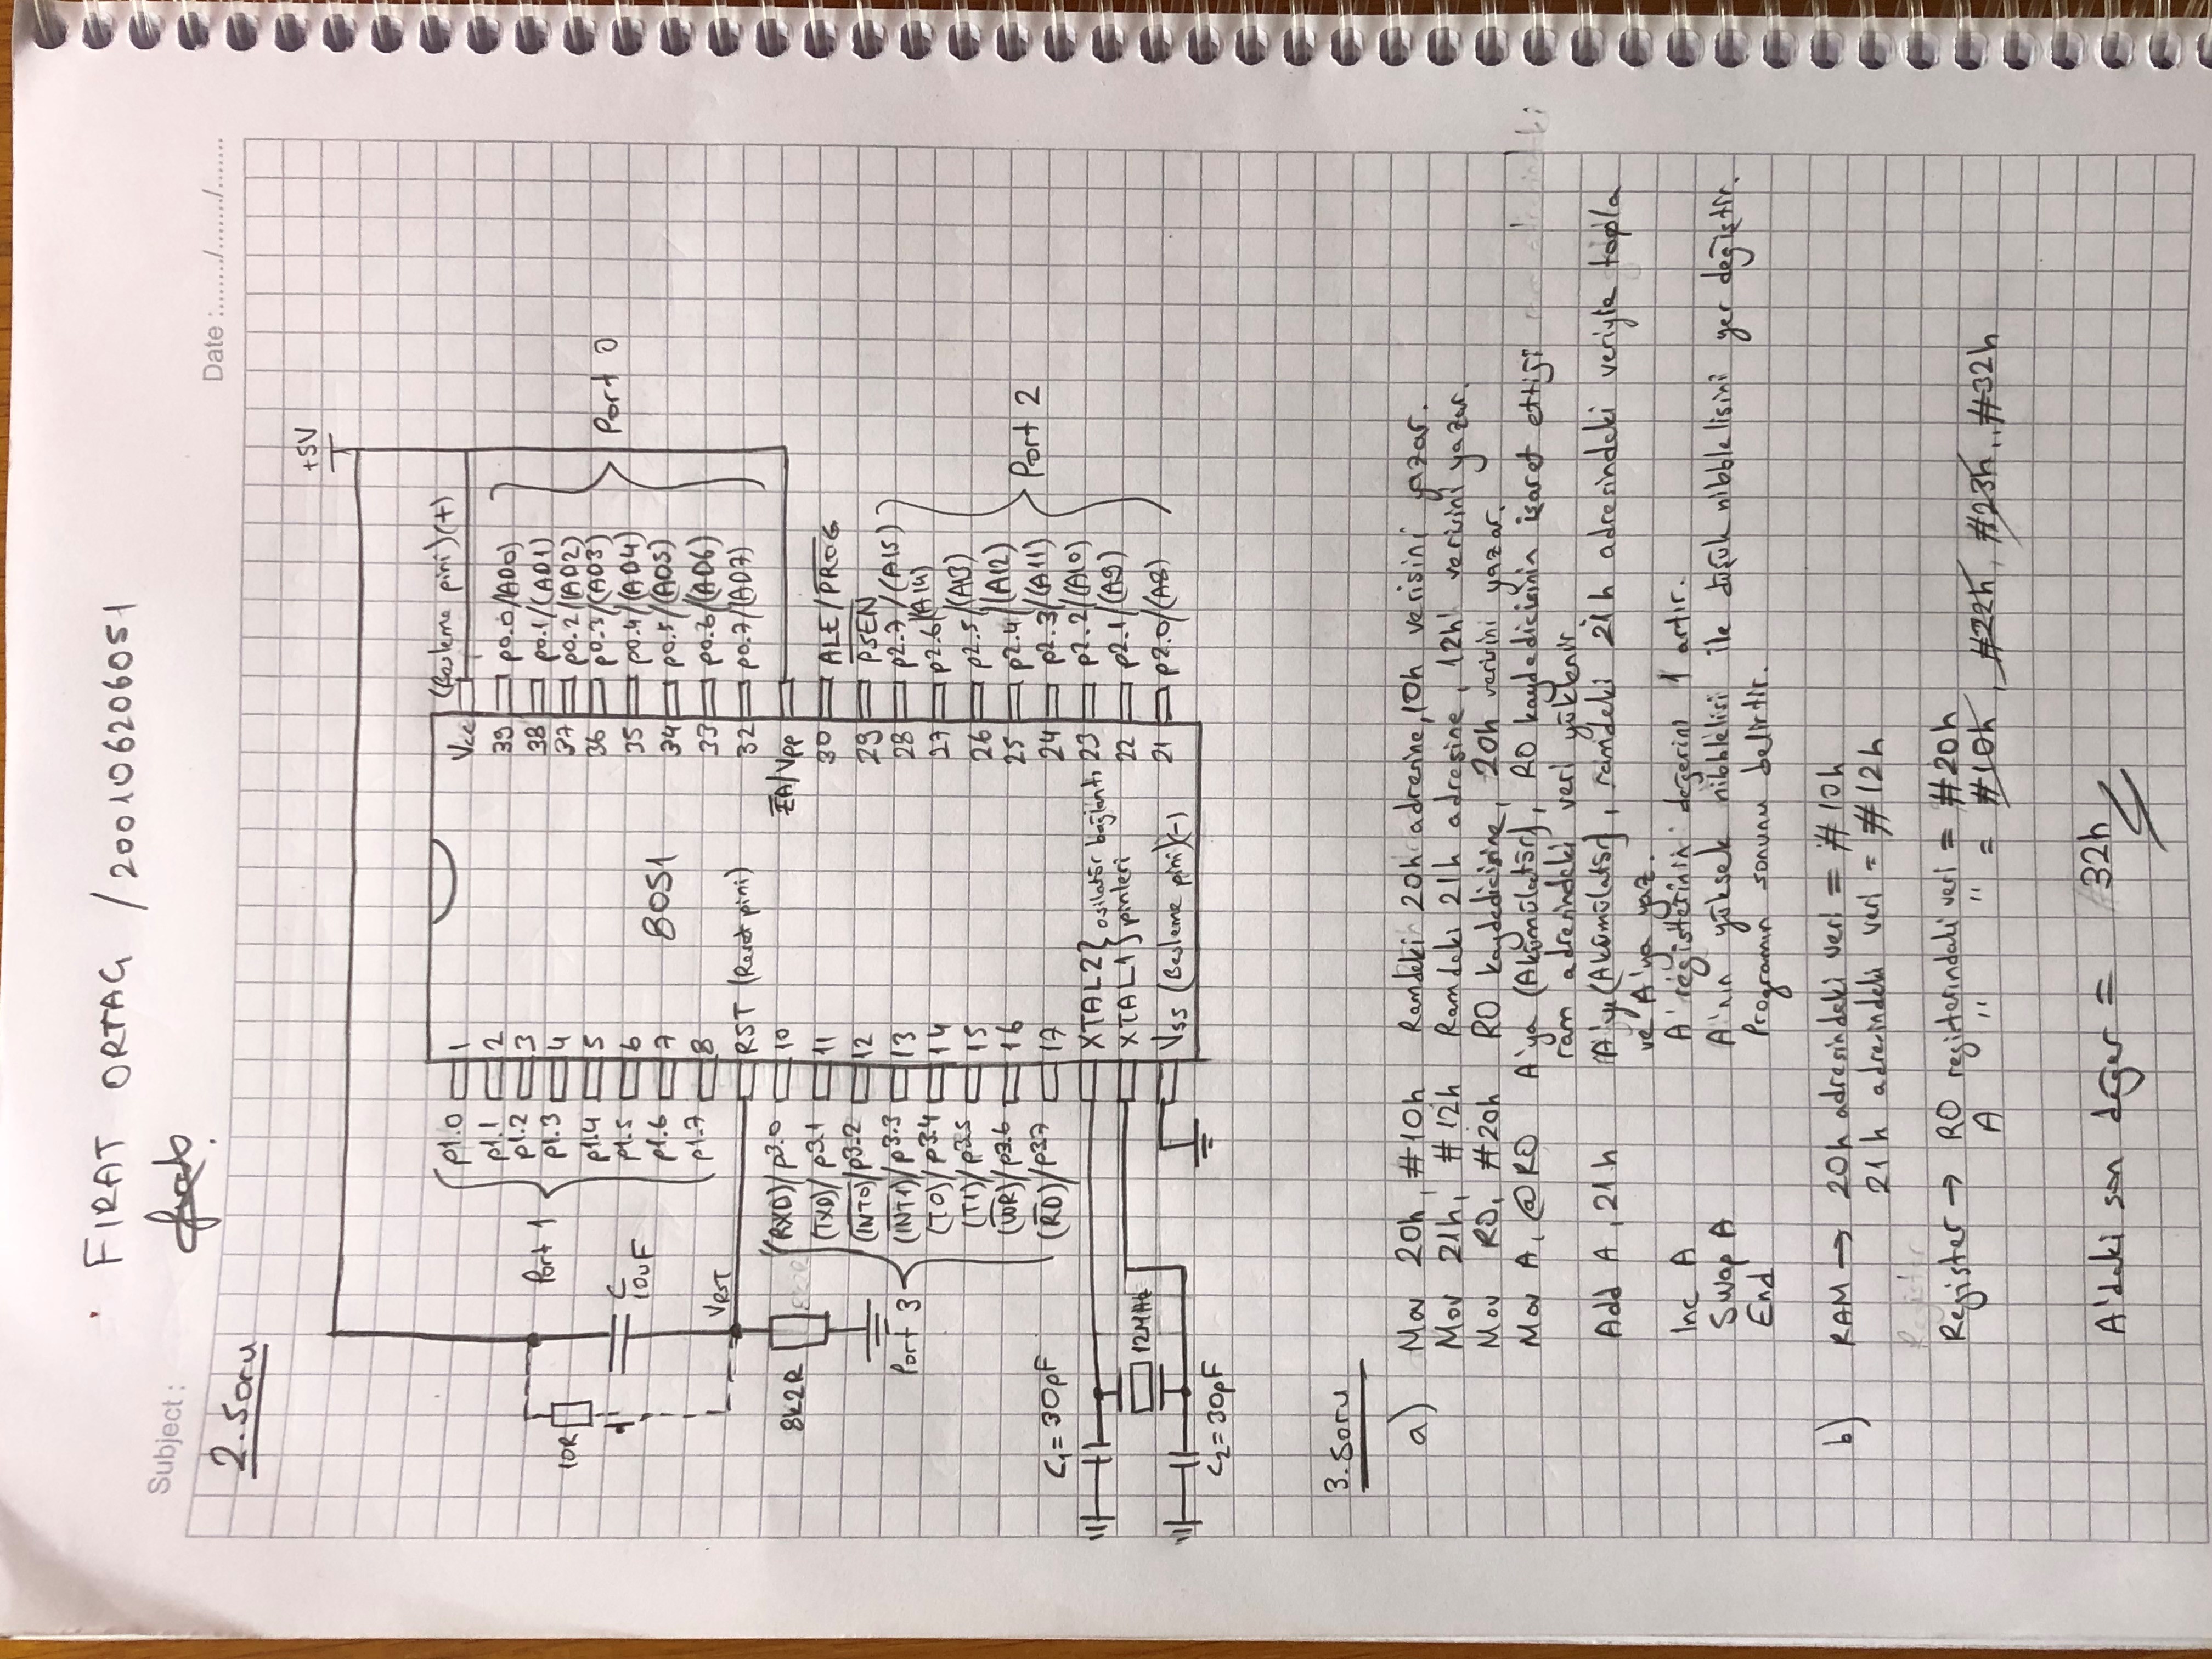 FIRAT ORTAG / 200106206051
Subject :
Date :......./......./.......
2. Soru
+5V
p1.0 1
p1.1 2
p1.2 3
p1.3 4
p1.4 5
p1.5 6
p1.6 7
p1.7 8
Port 1
10R
C
10uF
VRST
8k2R
8051
RST (Reset pini)
(RXD)/p3.0 10
(TXD)/p3.1 11
(INT0)/p3.2 12
(INT1)/p3.3 13
(T0)/p3.4 14
(T1)/p3.5 15
(WR)/p3.6 16
(RD)/p3.7 17
Port 3
C1 = 30pF
XTAL2 } osilatör bağlantı
XTAL1 } pinleri
12MHz
C2 = 30pF
Vss (Besleme pini)(-)
Vcc (Besleme pini)(+)
39 p0.0/(AD0)
38 p0.1/(AD1)
37 p0.2/(AD2)
36 p0.3/(AD3)
35 p0.4/(AD4)
34 p0.5/(AD5)
33 p0.6/(AD6)
32 p0.7/(AD7)
Port 0
EA/Vpp
30 ALE/PROG
29 PSEN
28 p2.7/(A15)
27 p2.6/(A14)
26 p2.5/(A13)
25 p2.4/(A12)
24 p2.3/(A11)
23 p2.2/(A10)
22 p2.1/(A9)
21 p2.0/(A8)
Port 2
3. Soru
a) Mov 20h, #10h Ramdeki 20h adresine, 10h verisini yazar.
Mov 21h, #12h Ramdeki 21h adresine, 12h verisini yazar.
Mov R0, #20h R0 kaydedicisine, 20h verisini yazar.
Mov A, @R0 A'ya (Akümülatör), R0 kaydedicisinin işaret ettiği
ram adresindeki veri yüklenir.
Add A, 21h A'yı (Akümülatör), ramdeki 21h adresindeki veriyle topla
ve A'ya yaz.
Inc A A' registerinin değerini 1 artır.
Swap A A'nın yüksek nibblelisi ile düşük nibblelisini yer değiştir.
End Programın sonunu belirtir.
b) RAM → 20h adresindeki veri = #10h
21h adresindeki veri = #12h
Register
Register → R0 registerındaki veri = #20h
A " " = #10h, #22h, #23h, #32h
A'daki son değer = 32h